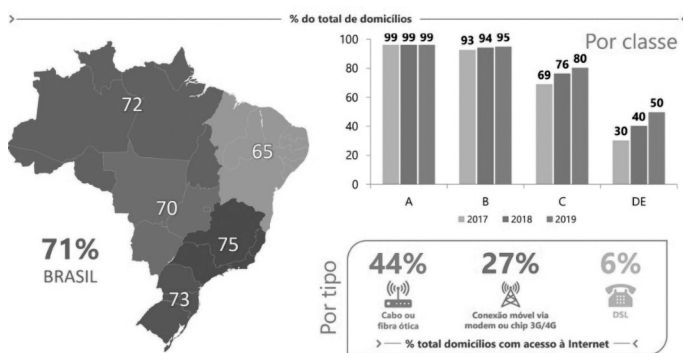 % do total de domicílios
72
65
70
75
73
71%
BRASIL
Por classe
100
80
60
40
20
0
99 99 99
93 94 95
69 76 80
30 40 50
A B C DE
2017 2018 2019
Por tipo
44%
Cabo ou
fibra ótica
27%
Conexão móvel via
modem ou chip 3G/4G
6%
DSL
% total domicílios com acesso à Internet